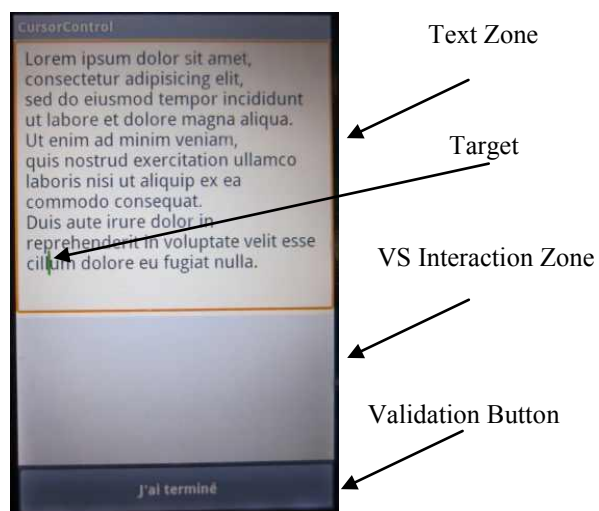 CursorControl
Lorem ipsum dolor sit amet,
consectetur adipisicing elit,
sed do eiusmod tempor incididunt
ut labore et dolore magna aliqua.
Ut enim ad minim veniam,
quis nostrud exercitation ullamco
laboris nisi ut aliquip ex ea
commodo consequat.
Duis aute irure dolor in
reprehenderit in voluptate velit esse
cillum dolore eu fugiat nulla.
J'ai terminé
Text Zone
Target
VS Interaction Zone
Validation Button